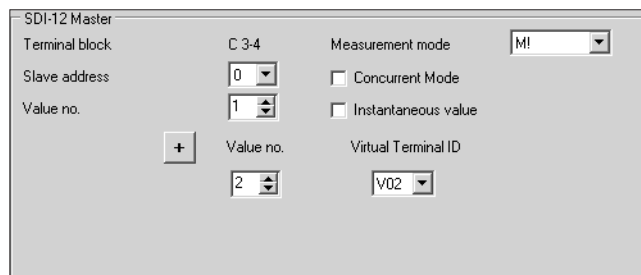 SDI-12 Master
Terminal block C 3-4 Measurement mode M!
Slave address 0 Concurrent Mode
Value no. 1 Instantaneous value
+ Value no. Virtual Terminal ID
2 V02